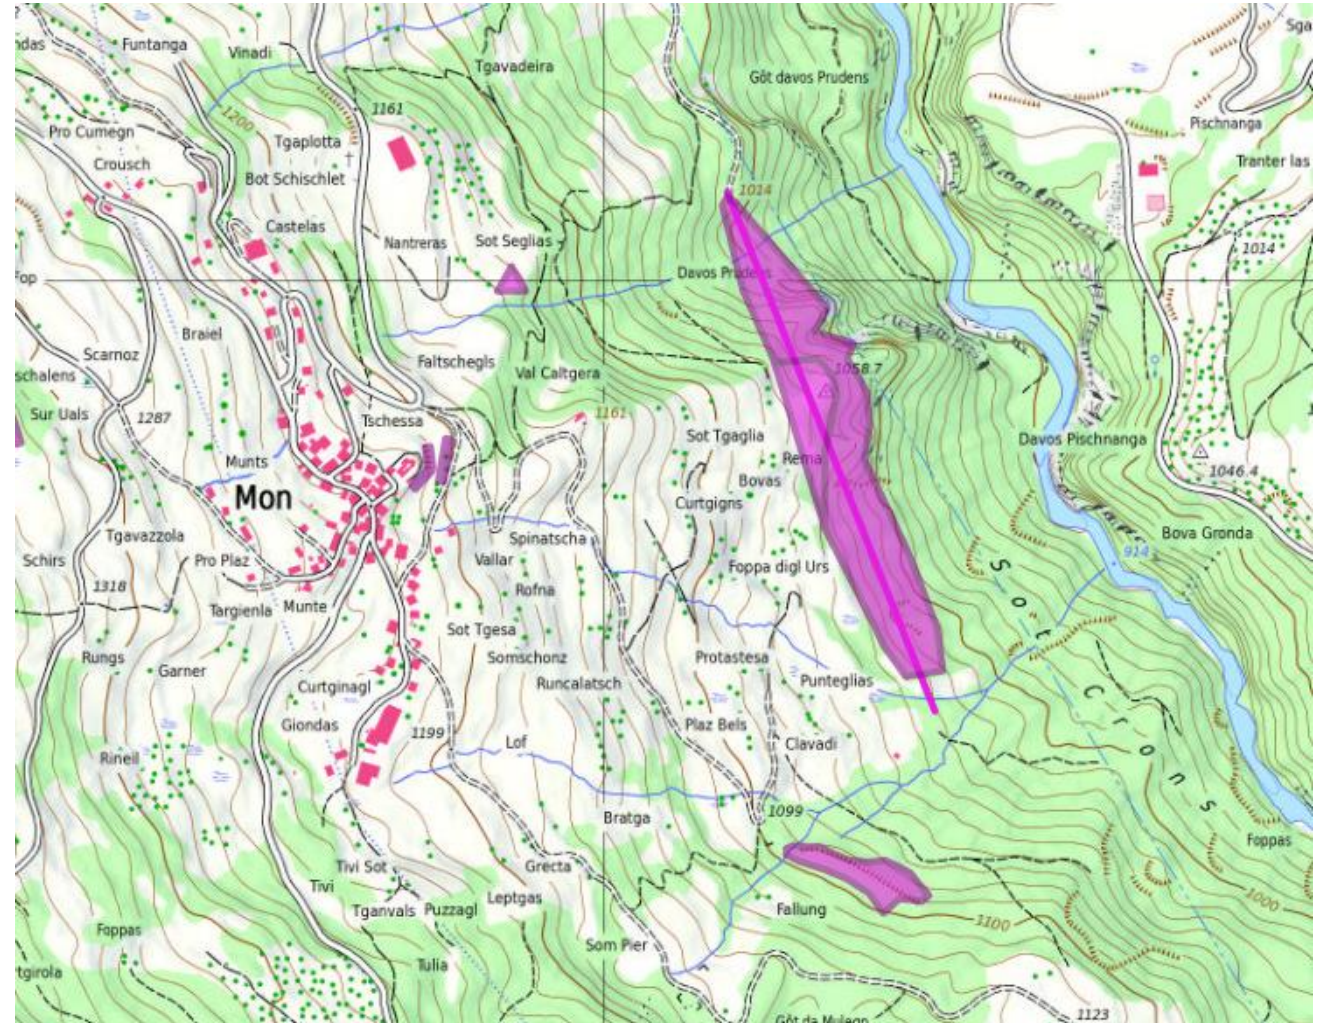 Funtanga
Vinadi
Tgavadeira
Gôt davos Prudens
1161
1200
Pro Cumegn
Tgaplotta
Pischnanga
Crousch
Bot Schischlet
Tranter las
1014
Castelas
Nantreras
Sot Seglias
1014
Davos Prudens
Fop
Braiel
Scarnoz
Faltschegls
Val Caltgera
1058.7
schalens
Sur Uals
1287
Tschessa
1161
Sot Tgaglia
Davos Pischnanga
Munts
Rema
1046.4
Bovas
Mon
Curtgigns
Tgavazzola
Spinatscha
Bova Gronda
Schirs
Pro Plaz
Vallar
Foppa digl Urs
914
1318
Rofna
Targienla
Munte
Sot Tgesa
Sot Crons
Rungs
Garner
Somschonz
Protastesa
Curtginagl
Runcalatsch
Punteglias
Giondas
1199
Plaz Bels
Rineil
Lof
Clavadi
1099
Bratga
Foppas
Tivi Sot
Grecta
Tivi
Leptgas
1000
Tganvals
Puzzagl
Fallung
1100
Foppas
Som Pier
tgirola
Tulia
1123
Gôt da Mulegn